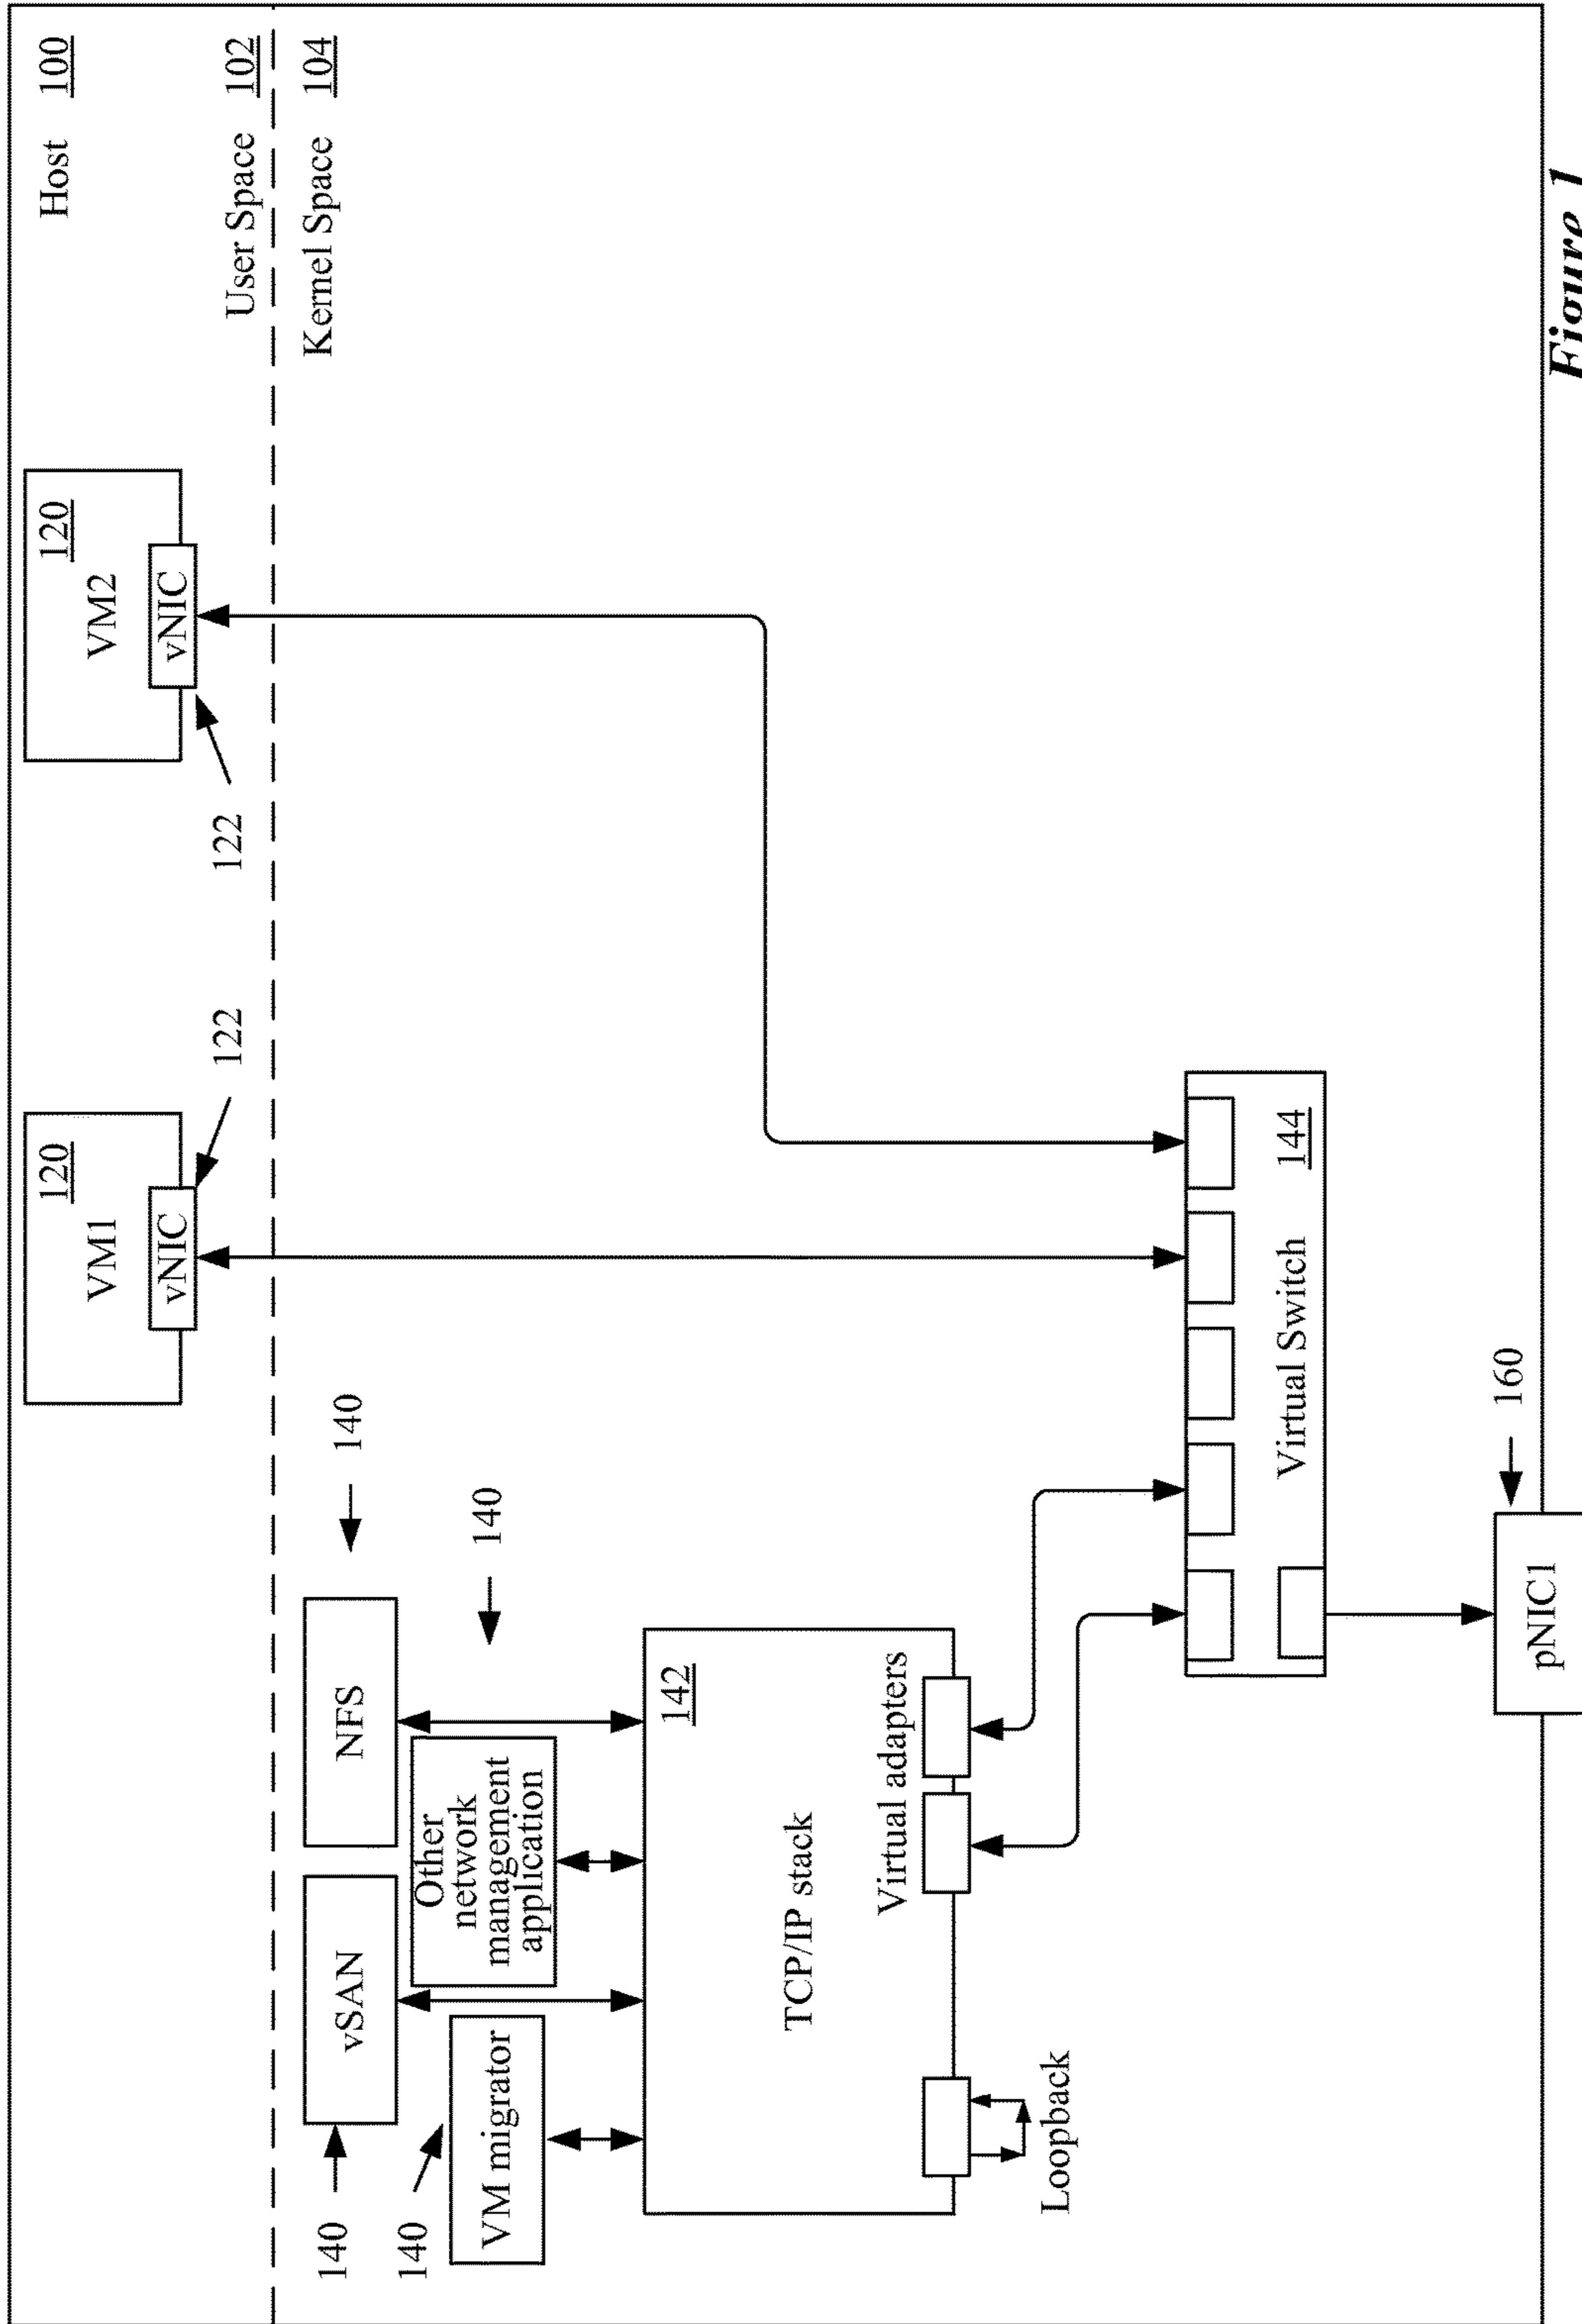 Host 100
User Space 102
Kernel Space 104
120
VM1
vNIC
122
120
VM2
vNIC
122
140
vSAN
NFS
140
140
VM migrator
Other
network
management
application
140
142
TCP/IP stack
Virtual adapters
Loopback
Virtual Switch
144
pNIC1
160
Figure 1